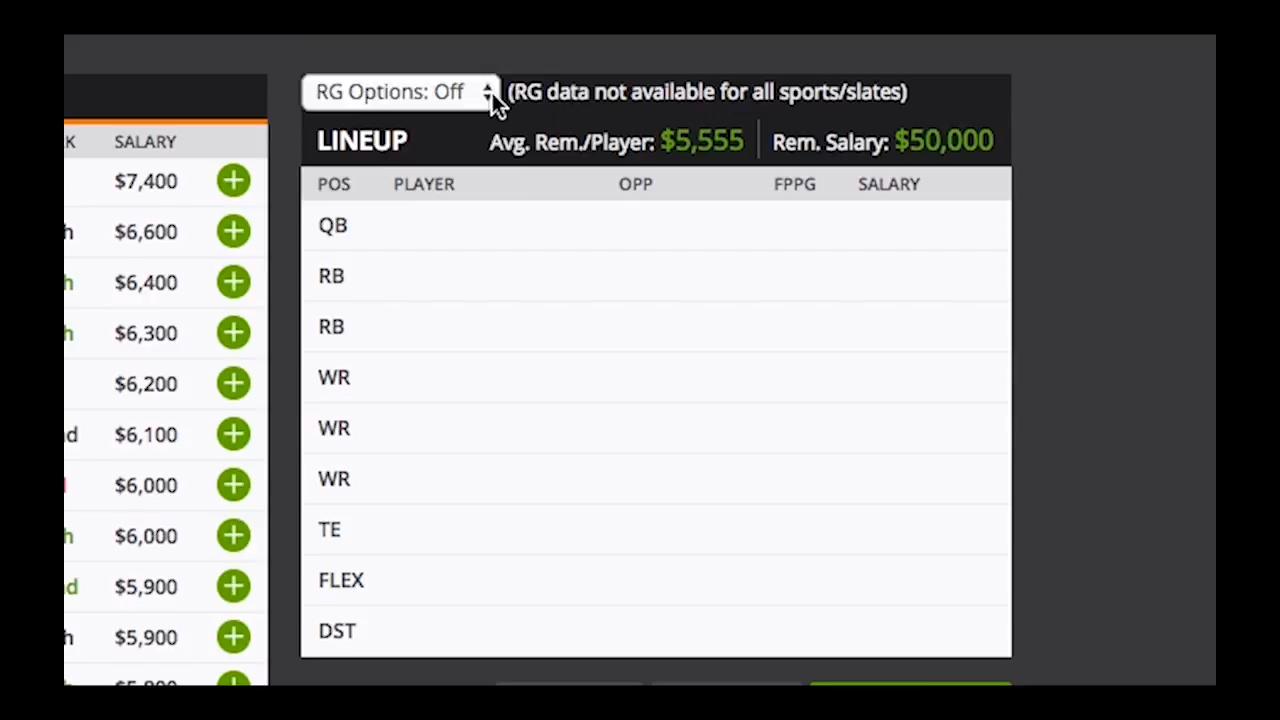 RG Options: Off (RG data not available for all sports/slates)
LINEUP Avg. Rem./Player: $5,555 Rem. Salary: $50,000
K SALARY
POS PLAYER OPP FPPG SALARY
$7,400
QB
h $6,600
RB
h $6,400
RB
h $6,300
WR
$6,200
WR
d $6,100
WR
$6,000
TE
h $6,000
FLEX
d $5,900
DST
h $5,900